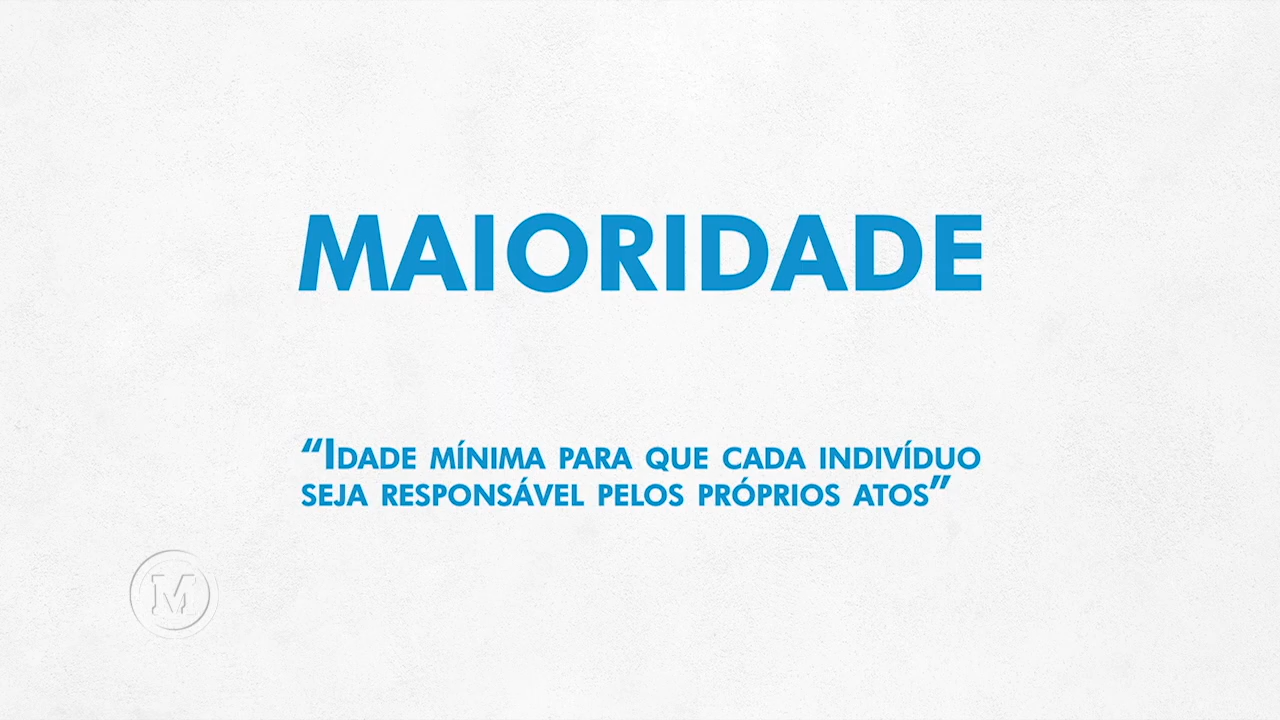 MAIORIDADE
“IDADE MÍNIMA PARA QUE CADA INDIVÍDUO
SEJA RESPONSÁVEL PELOS PRÓPRIOS ATOS”
M